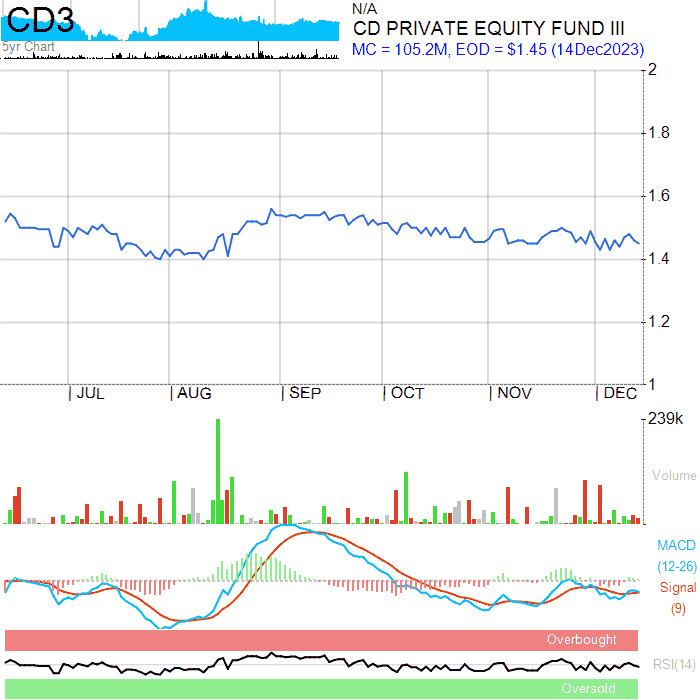 CD3
5yr Chart
N/A
CD PRIVATE EQUITY FUND III
MC = 105.2M, EOD = $1.45 (14Dec2023)
2
1.8
1.6
1.4
1.2
1
JUL AUG SEP OCT NOV DEC
239k
Volume
MACD
(12-26)
Signal
(9)
Overbought
RSI(14)
Oversold